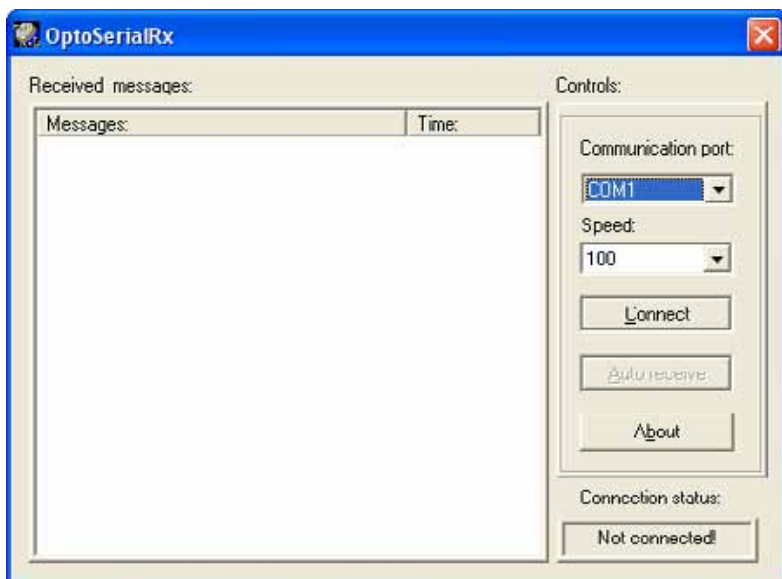 OptoSerialRx
Received messages:
Controls:
Messages:
Time:
Communication port:
COM1
Speed:
100
Connect
Auto receive
About
Connection status:
Not connected!